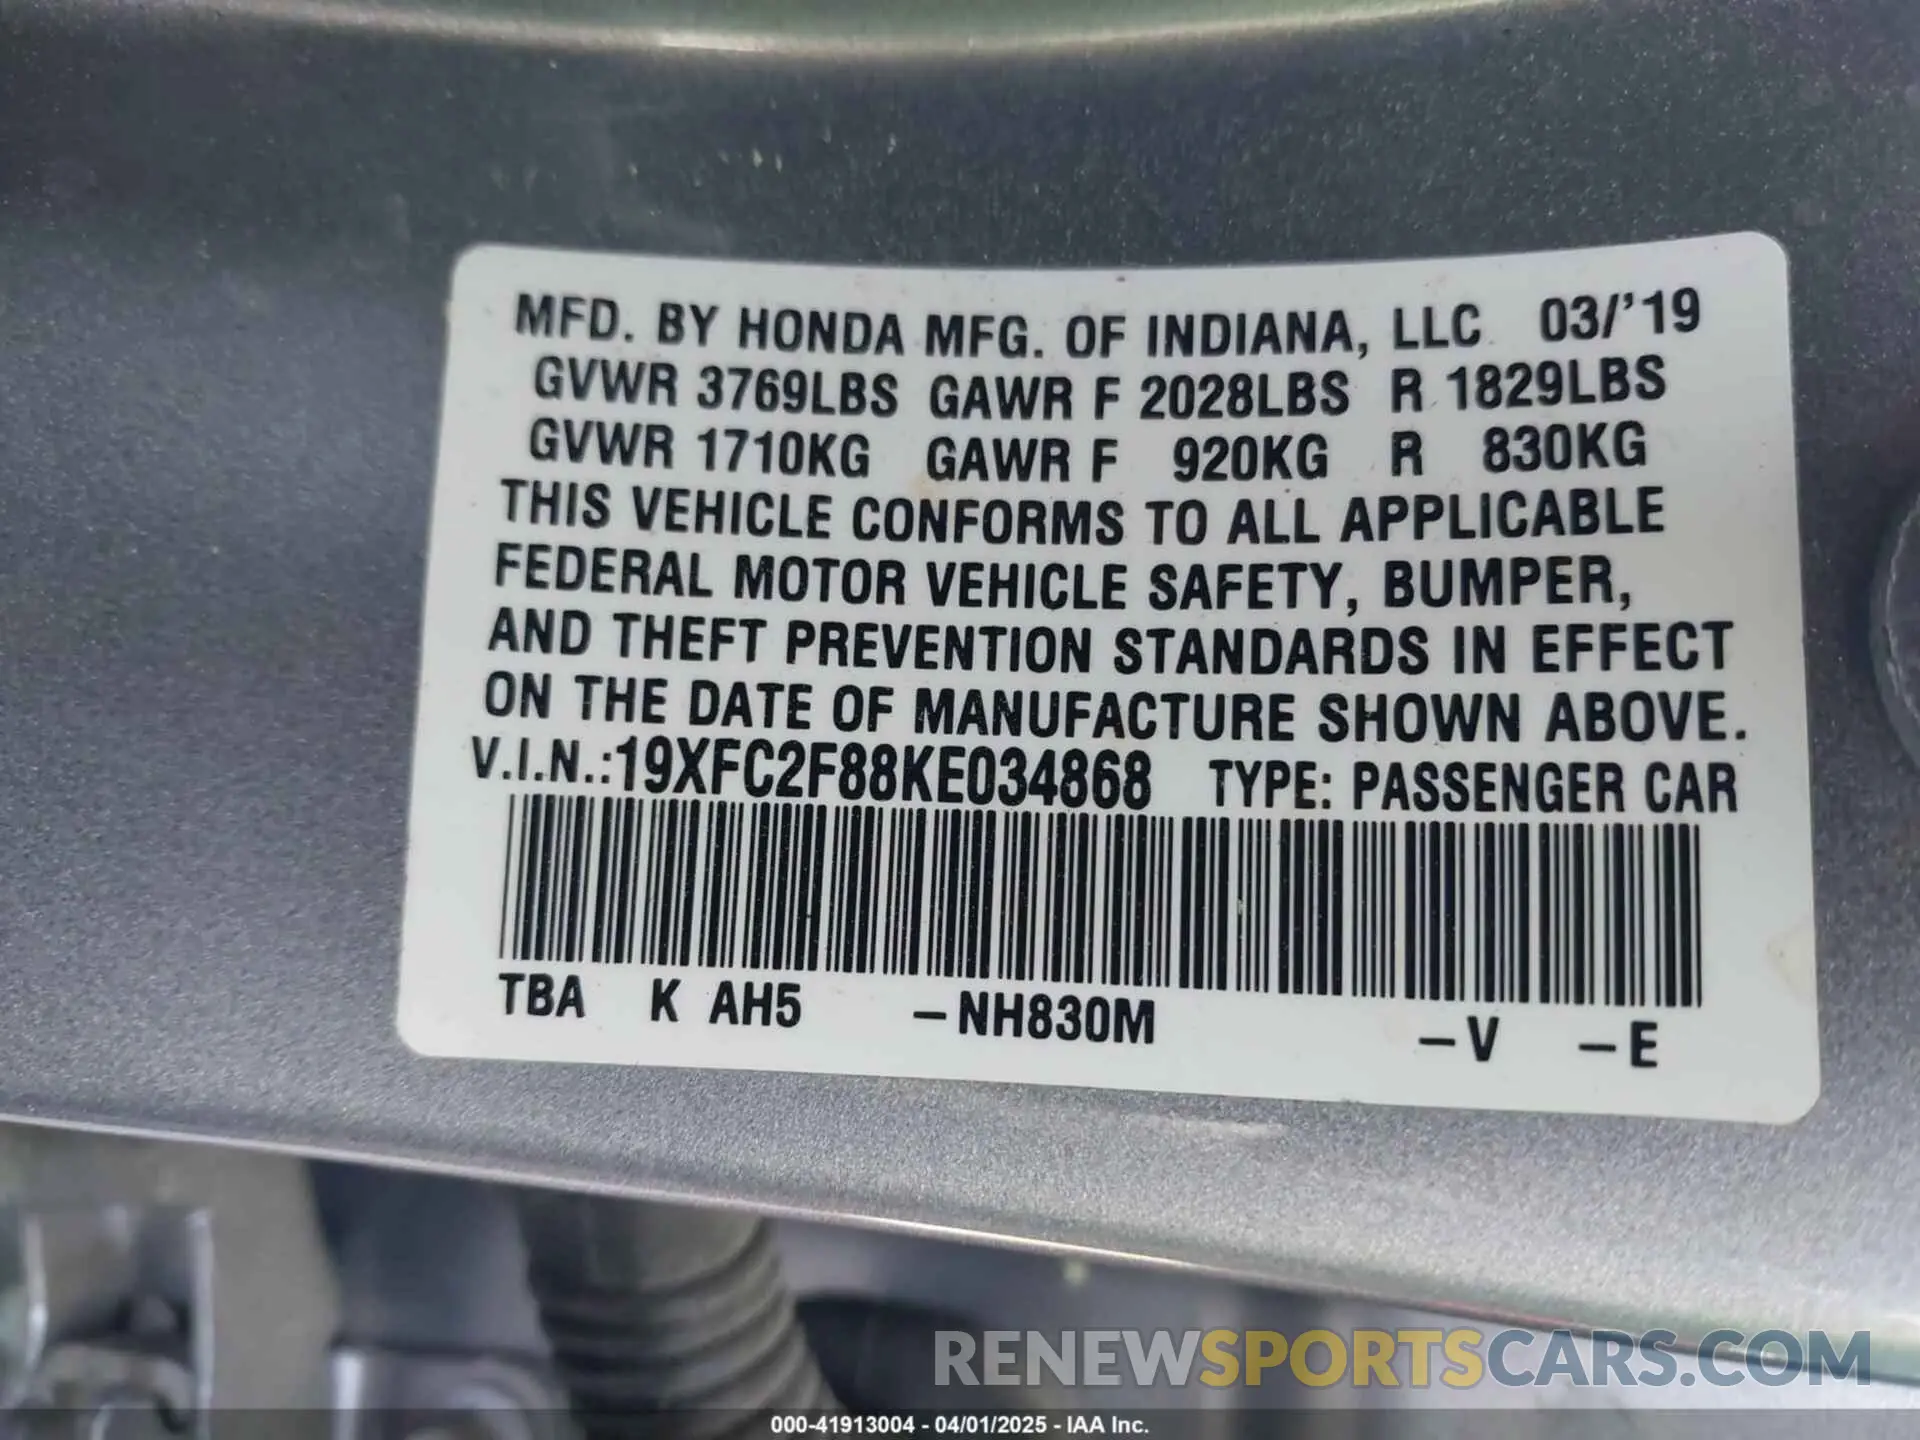 MFD. BY HONDA MFG. OF INDIANA, LLC 03/'19
GVWR 3769LBS GAWR F 2028LBS R 1829LBS
GVWR 1710KG GAWR F 920KG R 830KG
THIS VEHICLE CONFORMS TO ALL APPLICABLE
FEDERAL MOTOR VEHICLE SAFETY, BUMPER,
AND THEFT PREVENTION STANDARDS IN EFFECT
ON THE DATE OF MANUFACTURE SHOWN ABOVE.
V.I.N.:19XFC2F88KE034868 TYPE: PASSENGER CAR
TBA K AH5 –NH830M –V –E
RENEWSPORTSCARS.COM
000-41913004 - 04/01/2025 - IAA Inc.